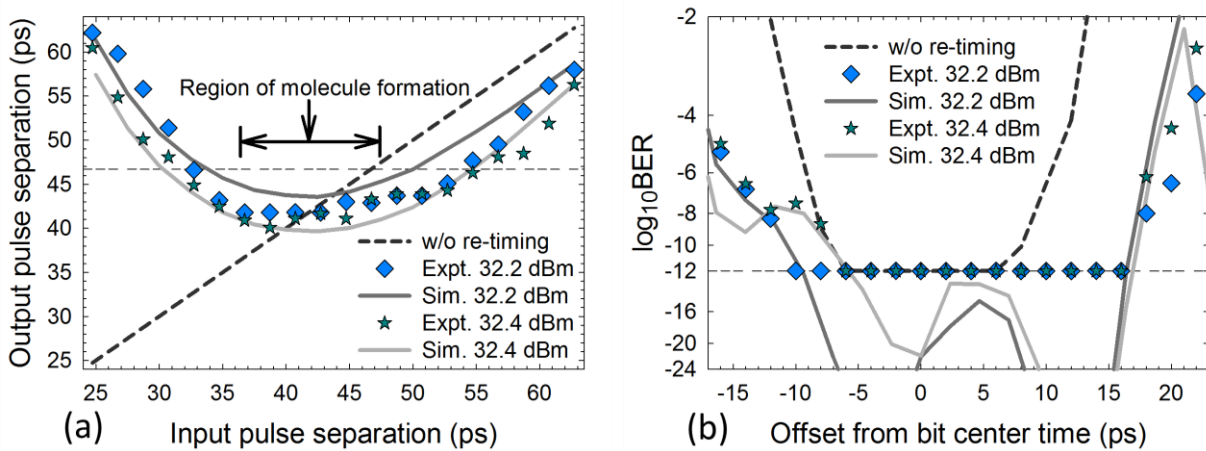 Output pulse separation (ps)
60
55
50
45
40
35
30
25
Region of molecule formation
w/o re-timing
Expt. 32.2 dBm
Sim. 32.2 dBm
Expt. 32.4 dBm
Sim. 32.4 dBm
25 30 35 40 45 50 55 60
(a)
Input pulse separation (ps)
log10BER
-2
-4
-6
-8
-10
-12
-14
-16
-20
-24
w/o re-timing
Expt. 32.2 dBm
Sim. 32.2 dBm
Expt. 32.4 dBm
Sim. 32.4 dBm
-15 -10 -5 0 5 10 15 20
(b)
Offset from bit center time (ps)